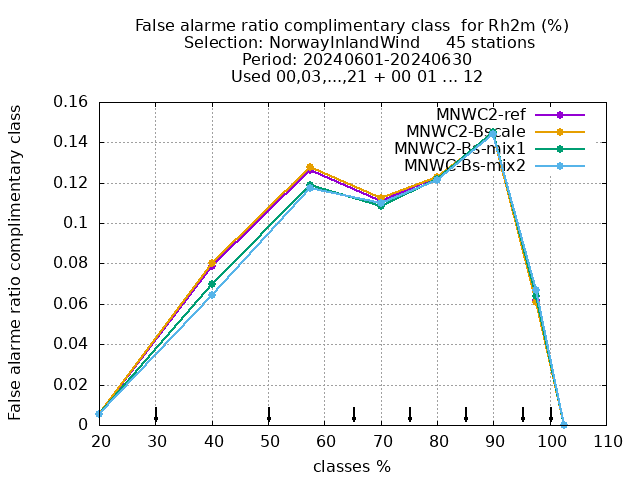 False alarme ratio complimentary class  for Rh2m (%)
Selection: NorwayInlandWind     45 stations
Period: 20240601-20240630
Used 00,03,...,21 + 00 01 ... 12
False alarme ratio complimentary class
0.16
0.14
0.12
0.1
0.08
0.06
0.04
0.02
0
MNWC2-ref
MNWC2-Bscale
MNWC2-Bs-mix1
MNWC-Bs-mix2
20 30 40 50 60 70 80 90 100 110
classes %